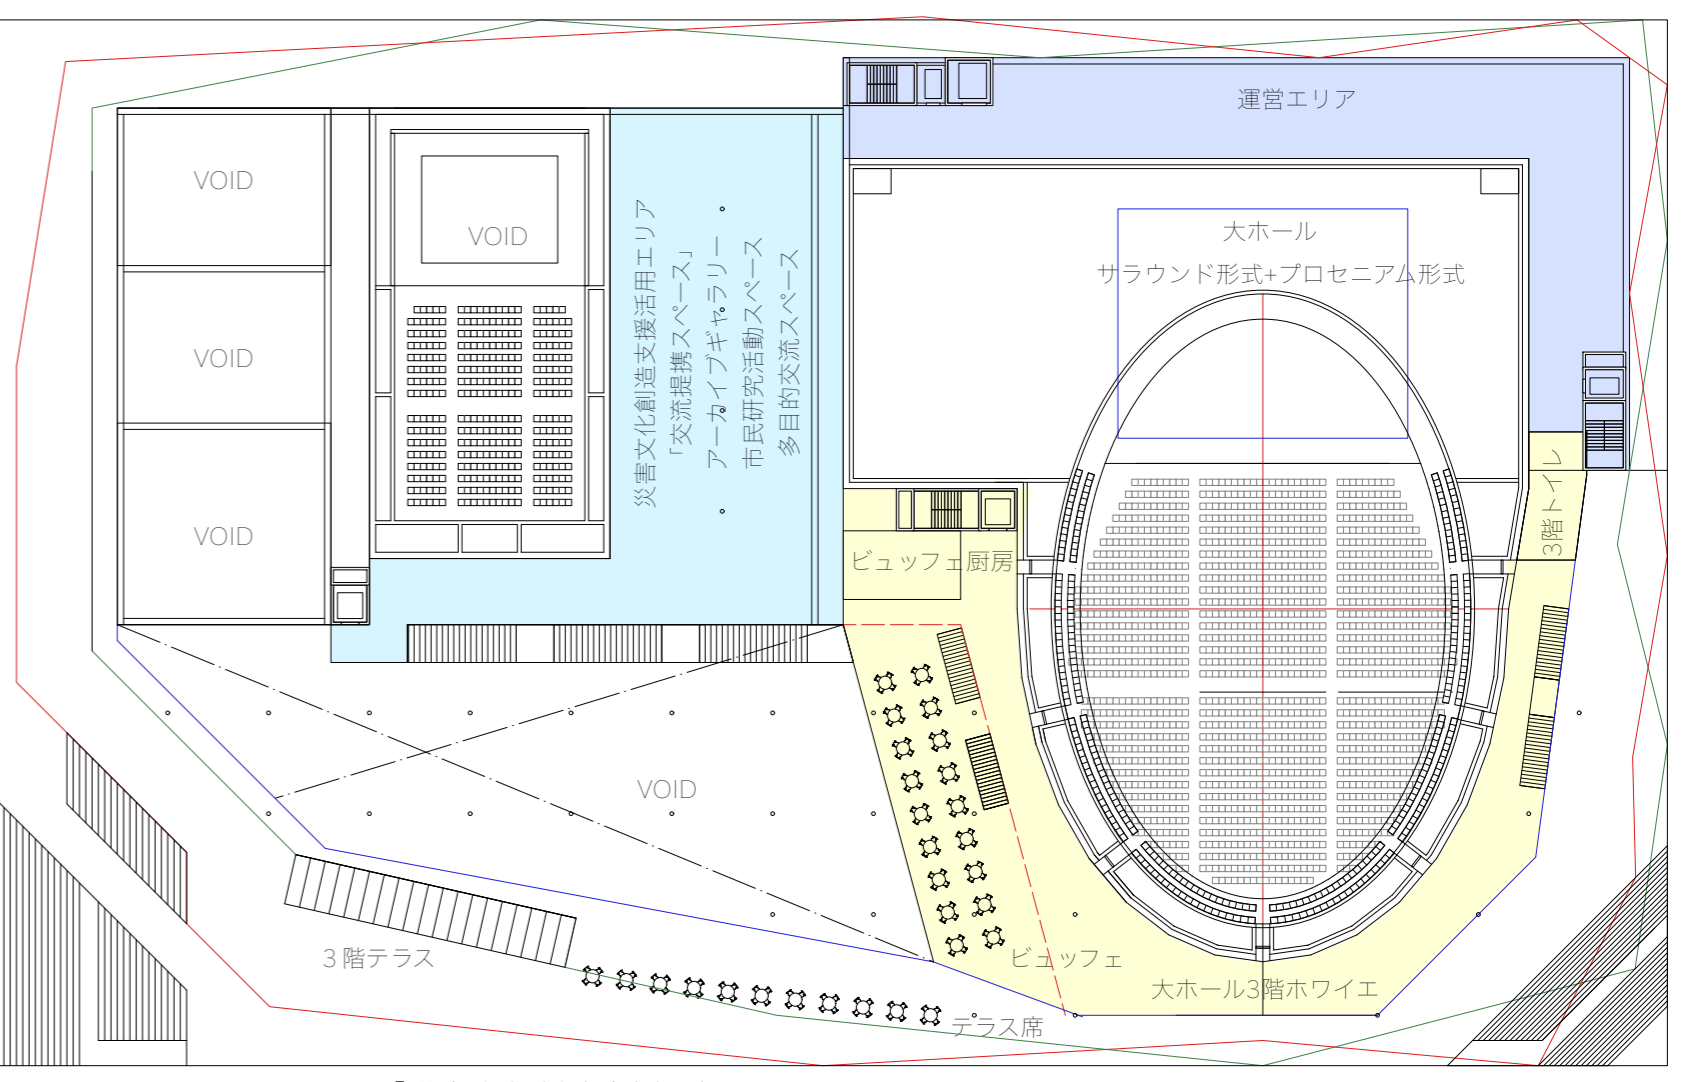 運営エリア
VOID
VOID
大ホール
サラウンド形式+プロセニアム形式
災害文化創造支援活用エリア
「交流提携スペース」
アーカイブギャラリー
市民研究活動スペース
多目的交流スペース
VOID
3階トイレ
VOID
ビュッフェ厨房
VOID
3階テラス
ビュッフェ
大ホール3階ホワイエ
テラス席